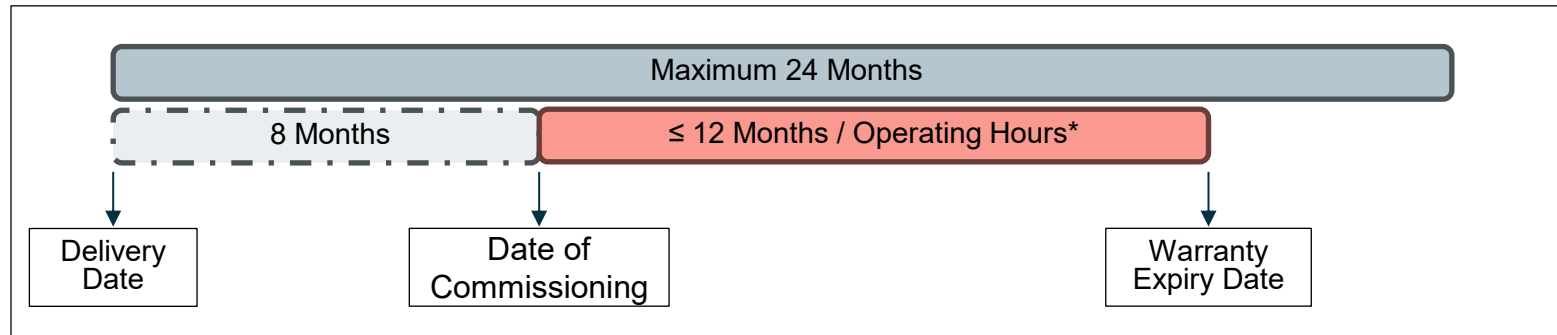 Maximum 24 Months
8 Months
≤ 12 Months / Operating Hours*
Delivery
Date
Date of
Commissioning
Warranty
Expiry Date